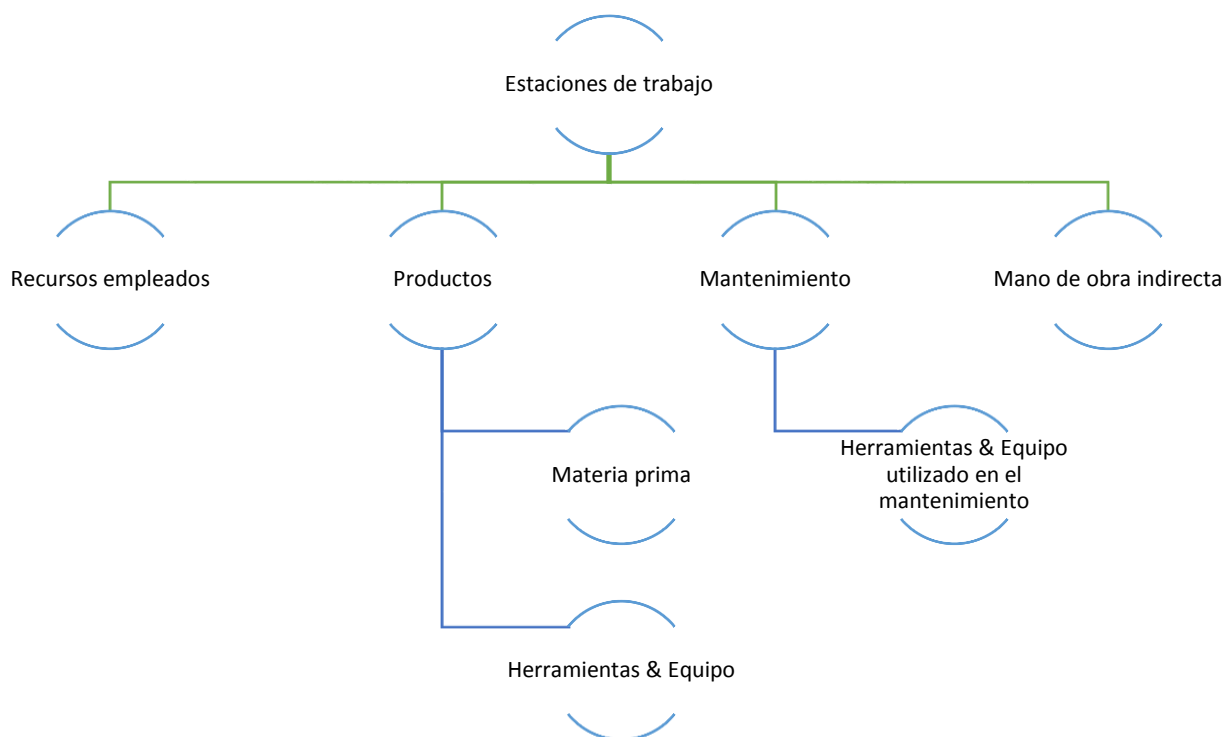 Estaciones de trabajo
Recursos empleados
Productos
Mantenimiento
Mano de obra indirecta
Materia prima
Herramientas & Equipo
utilizado en el
mantenimiento
Herramientas & Equipo